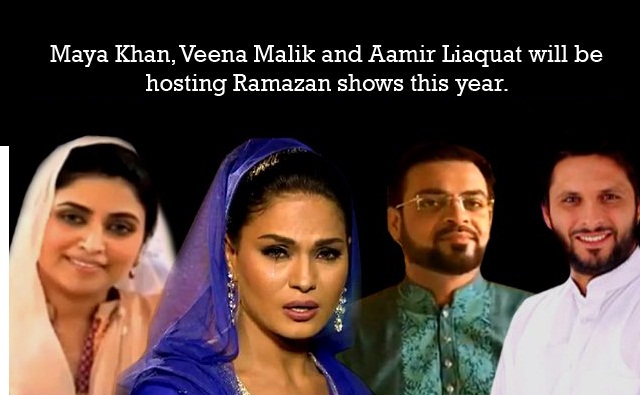 Maya Khan, Veena Malik and Aamir Liaquat will be
hosting Ramazan shows this year.